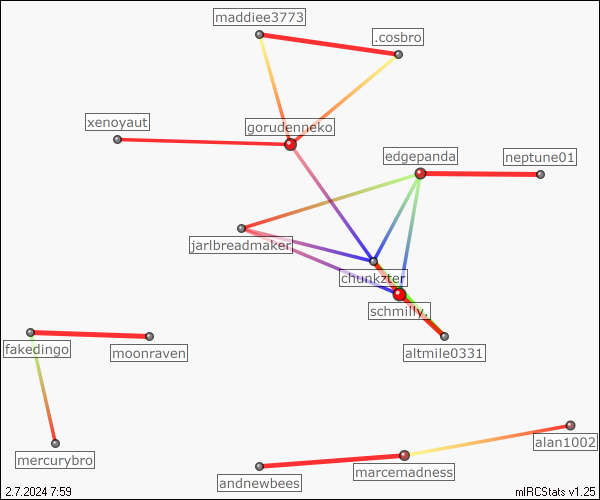 maddiee3773
.cosbro
xenoyaut
gorudenneko
edgepanda
neptune01
jarlbreadmaker
chunkzter
schmilly.
altmile0331
fakedingo
moonraven
mercurybro
alan1002
andnewbees
marcemadness
2.7.2024 7:59
mIRCStats v1.25